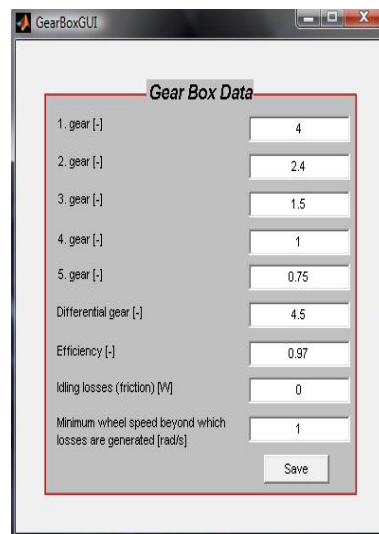 GearBoxGUI
Gear Box Data
1. gear [-] 4
2. gear [-] 2.4
3. gear [-] 1.5
4. gear [-] 1
5. gear [-] 0.75
Differential gear [-] 4.5
Efficiency [-] 0.97
Idling losses (friction) [W] 0
Minimum wheel speed beyond which 1
losses are generated [rad/s]
Save